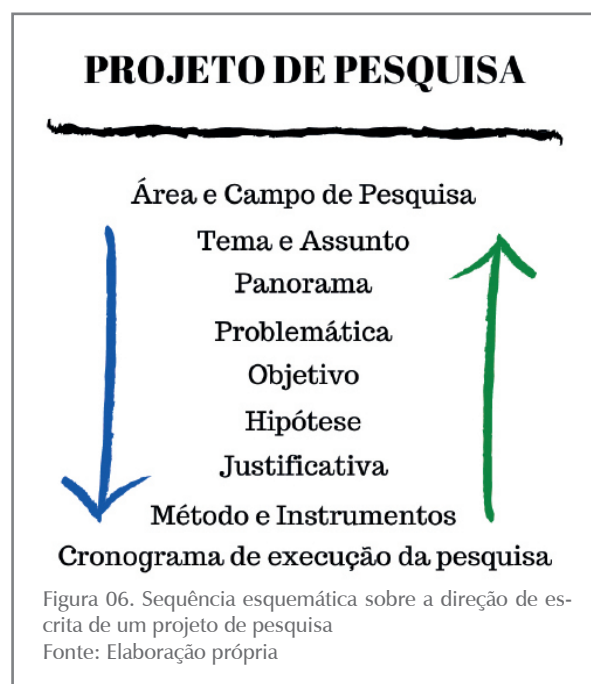 PROJETO DE PESQUISA
Área e Campo de Pesquisa
Tema e Assunto
Panorama
Problemática
Objetivo
Hipótese
Justificativa
Método e Instrumentos
Cronograma de execução da pesquisa
Figura 06. Sequência esquemática sobre a direção de es-
crita de um projeto de pesquisa
Fonte: Elaboração própria